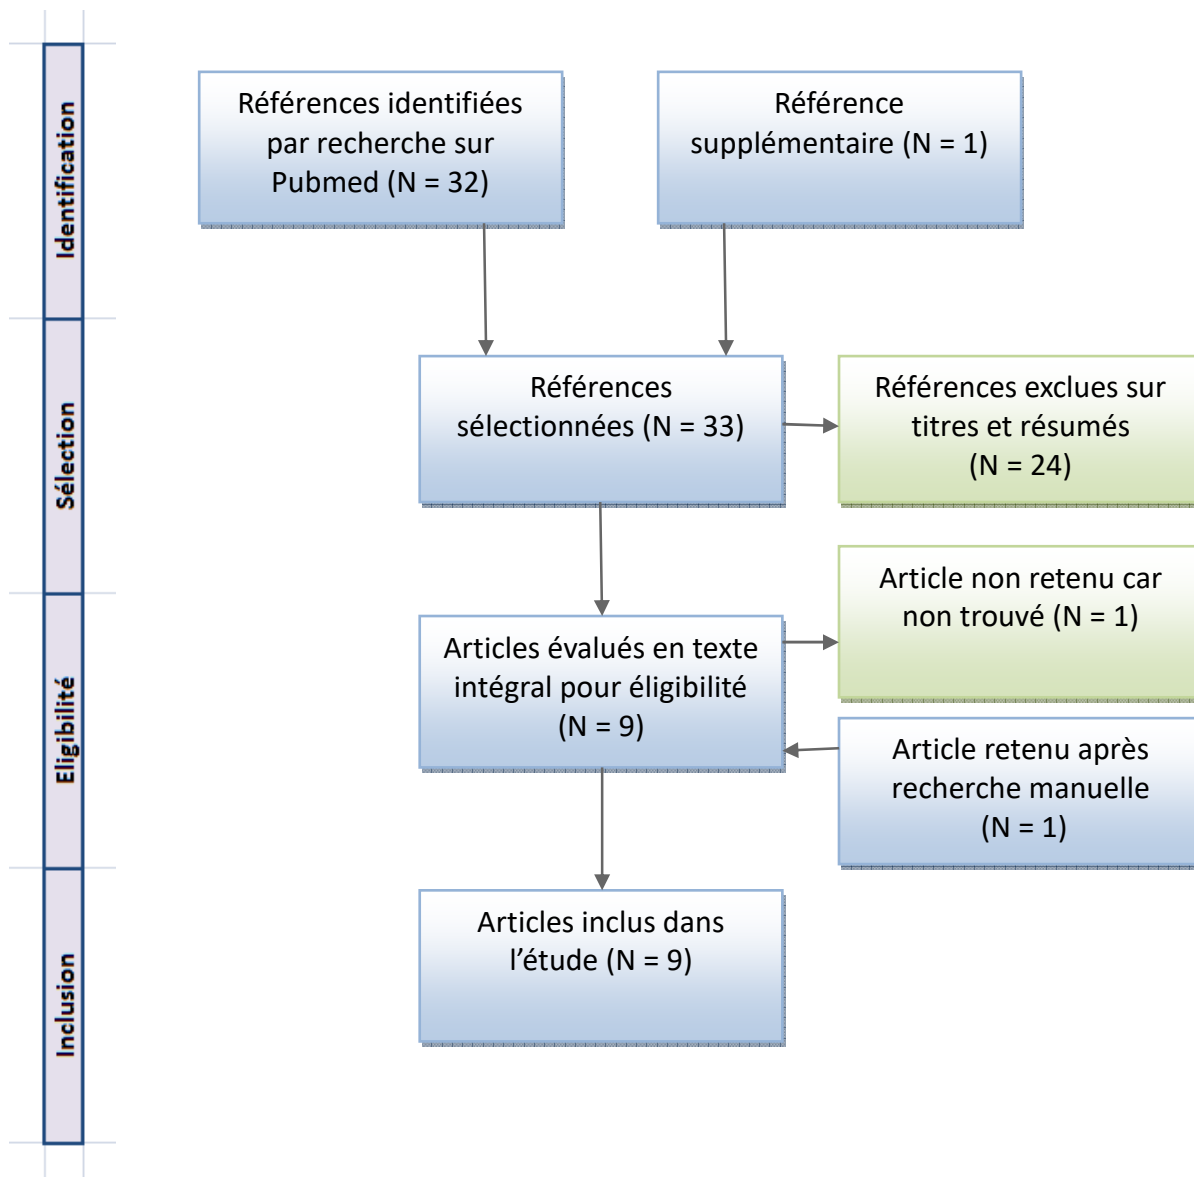 Identification
Références identifiées
par recherche sur
Pubmed (N = 32)
Référence
supplémentaire (N = 1)
Sélection
Références
sélectionnées (N = 33)
Références exclues sur
titres et résumés
(N = 24)
Eligibilité
Articles évalués en texte
intégral pour éligibilité
(N = 9)
Article non retenu car
non trouvé (N = 1)
Article retenu après
recherche manuelle
(N = 1)
Inclusion
Articles inclus dans
l’étude (N = 9)